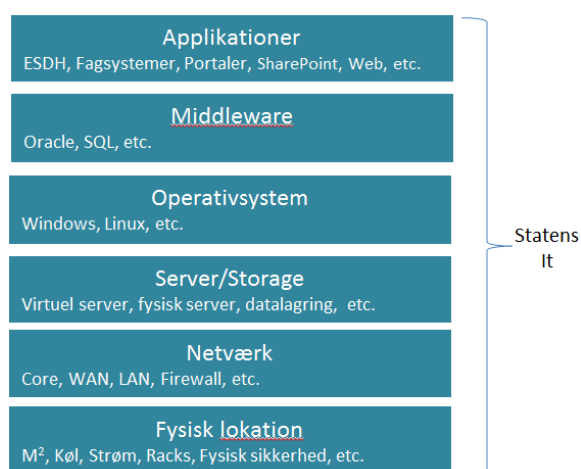 Applikationer
ESDH, Fagsystemer, Portaler, SharePoint, Web, etc.
Middleware
Oracle, SQL, etc.
Operativsystem
Windows, Linux, etc.
Server/Storage
Virtuel server, fysisk server, datalagring, etc.
Netværk
Core, WAN, LAN, Firewall, etc.
Fysisk lokation
M², Køl, Strøm, Racks, Fysisk sikkerhed, etc.
Statens
It